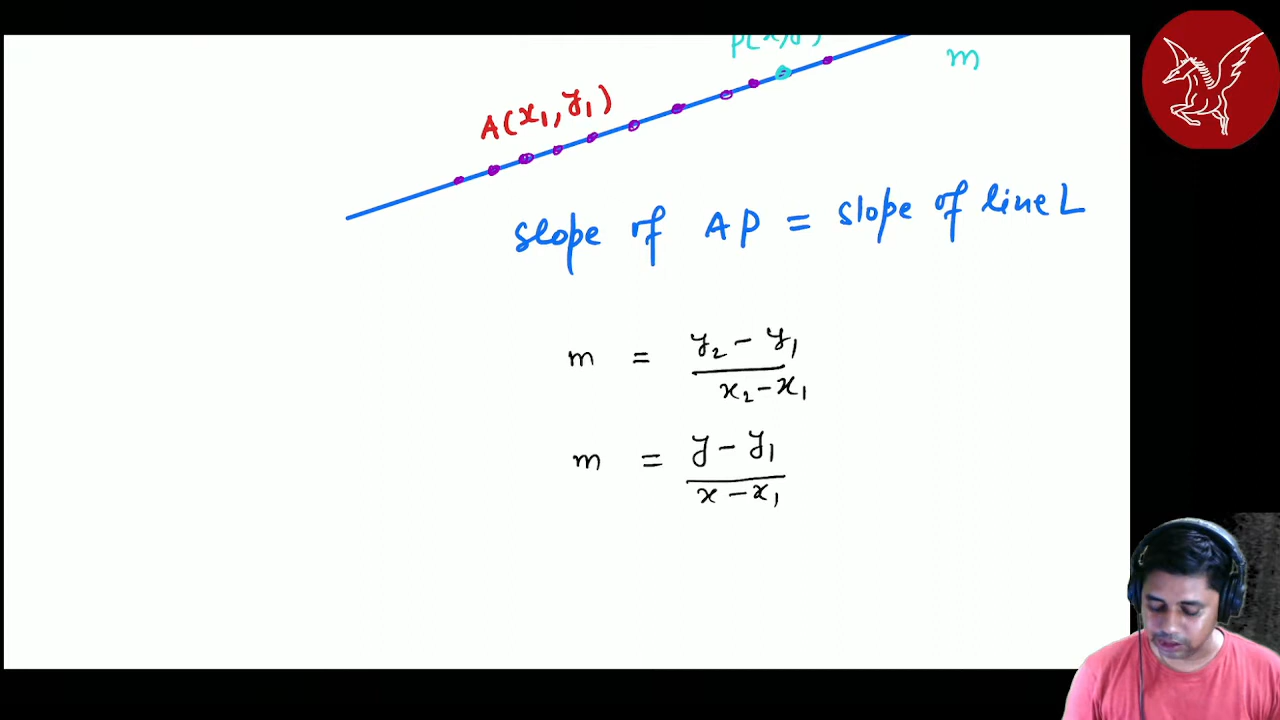 P(x,y)
m
A(x₁, y₁)
slope of AP = slope of line L
m = y₂ - y₁ / x₂ - x₁
m = y - y₁ / x - x₁